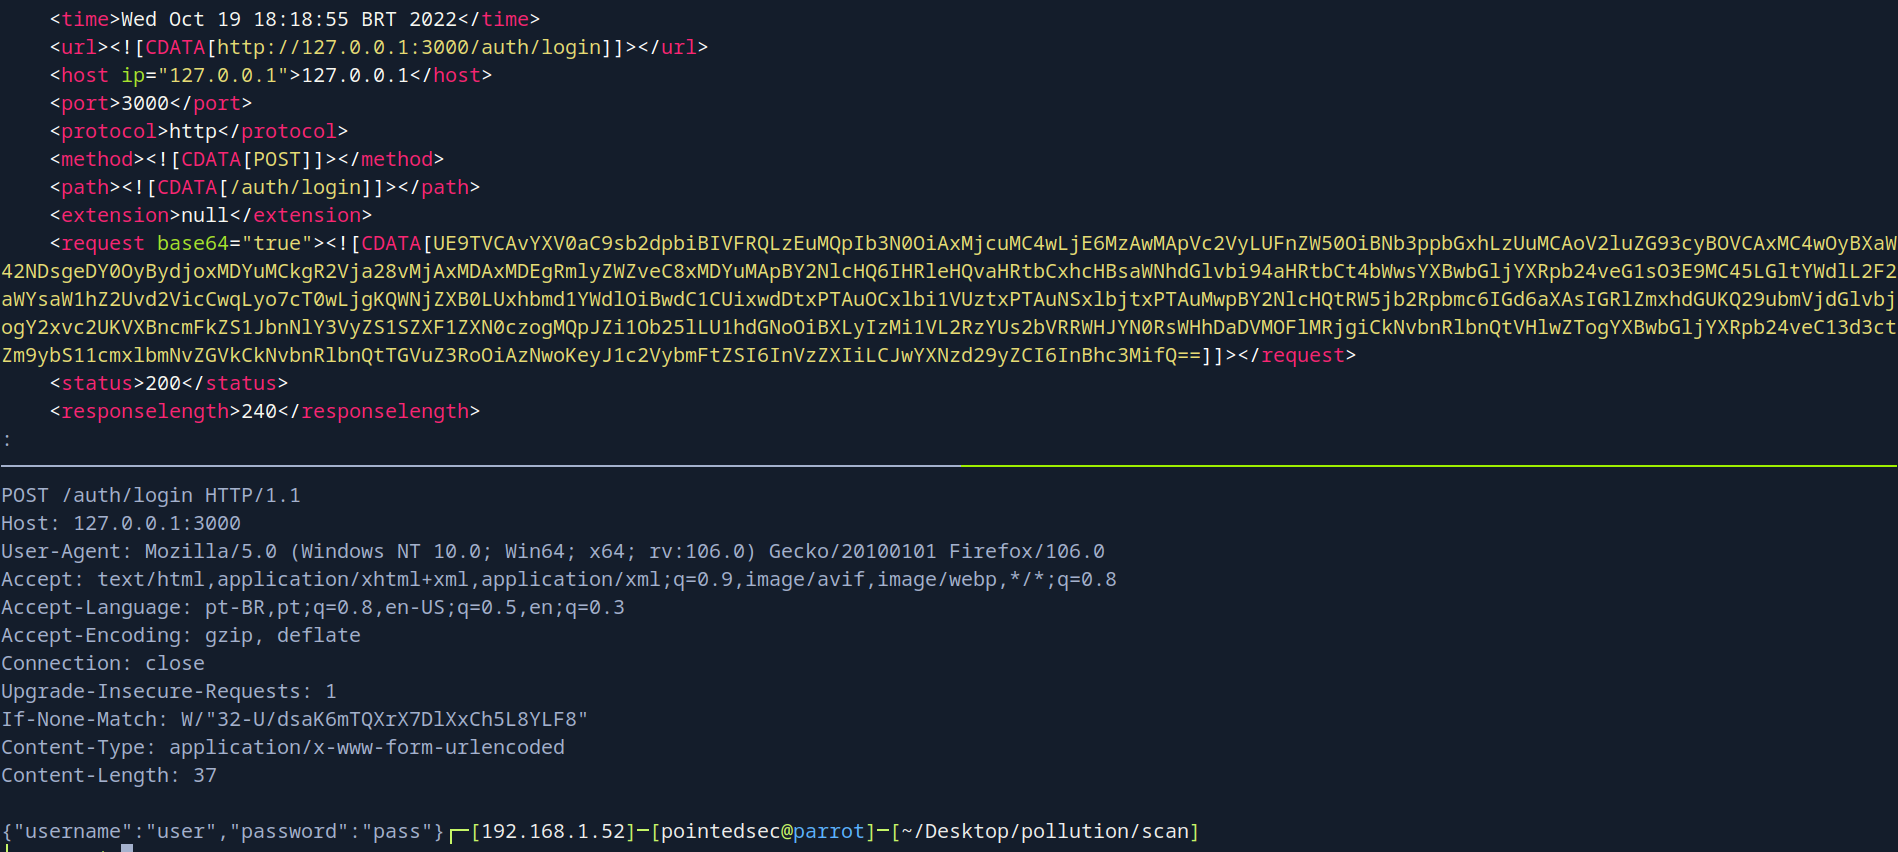 <time>Wed Oct 19 18:18:55 BRT 2022</time>
<url><![CDATA[http://127.0.0.1:3000/auth/login]]></url>
<host ip="127.0.0.1">127.0.0.1</host>
<port>3000</port>
<protocol>http</protocol>
<method><![CDATA[POST]]></method>
<path><![CDATA[/auth/login]]></path>
<extension>null</extension>
<request base64="true"><![CDATA[UE9TVCAvYXV0aC9sb2dpbiBIVFRQLzEuMQpIb3N0OiAxMjcuMC4wLjE6MzAwMApVc2VyLUFnZW50OiBNb3ppbGxhLzUuMCAoV2luZG93cyBOVCAxMC4wOyBXaW
42NDsgeDY0OyBydjoxMDYuMCkgR2Vja28vMjAxMDAxMDEgRmlyZWZveC8xMDYuMApBY2NlcHQ6IHRleHQvaHRtbCxhcHBsaWNhdGlvbi94aHRtbCt4bWwsYXBwbGljYXRpb24veG1sO3E9MC45LGltYWdlL2F2
aWYsaW1hZ2Uvd2VicCwqLyo7cT0wLjgKQWNjZXB0LUxhbmd1YWdlOiBwdC1CUixwdDtxPTAuOCxlbi1VUztxPTAuNSxlbjtxPTAuMwpBY2NlcHQtRW5jb2Rpbmc6IGd6aXAsIGRlZmxhdGUKQ29ubmVjdGlvbj
ogY2xvc2UKVXBncmFkZS1JbnNlY3VyZS1SZXF1ZXN0czogMQpJZi1Ob25lLU1hdGNoOiBXLyIzMi1VL2RzYUs2bVRRWHJYN0RsWHhDaDVMOFlMRjgiCkNvbnRlbnQtVHlwZTogYXBwbGljYXRpb24veC13d3ct
Zm9ybS11cmxlbmNvZGVkCkNvbnRlbnQtTGVuZ3RoOiAzNwoKeyJ1c2VybmFtZSI6InVzZXIiLCJwYXNzd29yZCI6InBhc3MifQ==]]></request>
<status>200</status>
<responselength>240</responselength>
:
POST /auth/login HTTP/1.1
Host: 127.0.0.1:3000
User-Agent: Mozilla/5.0 (Windows NT 10.0; Win64; x64; rv:106.0) Gecko/20100101 Firefox/106.0
Accept: text/html,application/xhtml+xml,application/xml;q=0.9,image/avif,image/webp,*/*;q=0.8
Accept-Language: pt-BR,pt;q=0.8,en-US;q=0.5,en;q=0.3
Accept-Encoding: gzip, deflate
Connection: close
Upgrade-Insecure-Requests: 1
If-None-Match: W/"32-U/dsaK6mTQXrX7DlXxCh5L8YLF8"
Content-Type: application/x-www-form-urlencoded
Content-Length: 37

{"username":"user","password":"pass"}┌─[192.168.1.52]─[pointedsec@parrot]─[~/Desktop/pollution/scan]